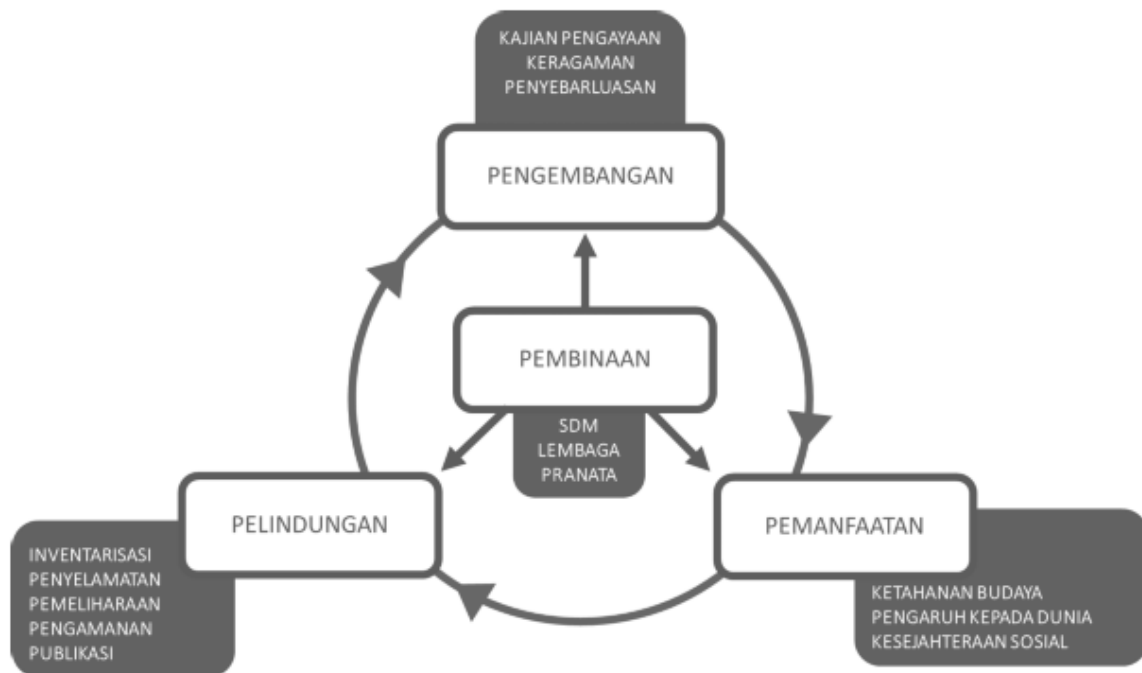 KAJIAN PENGAYAAN
KERAGAMAN
PENYEBARLUASAN
PENGEMBANGAN
PEMBINAAN
SDM
LEMBAGA
PRANATA
PELINDUNGAN
INVENTARISASI
PENYELAMATAN
PEMELIHARAAN
PENGAMANAN
PUBLIKASI
PEMANFAATAN
KETAHANAN BUDAYA
PENGARUH KEPADA DUNIA
KESEJAHTERAAN SOSIAL